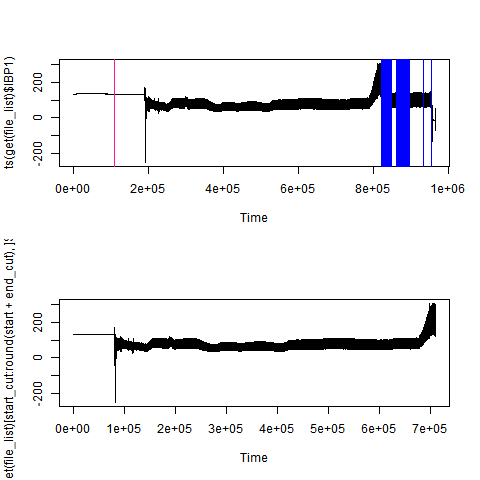 ts(get(file_list)$IBP1)
200
0
-200
0e+00 2e+05 4e+05 6e+05 8e+05 1e+06
Time
et(file_list)[start_cut:round(start + end_cut), ]$
200
0
-200
0e+00 1e+05 2e+05 3e+05 4e+05 5e+05 6e+05 7e+05
Time